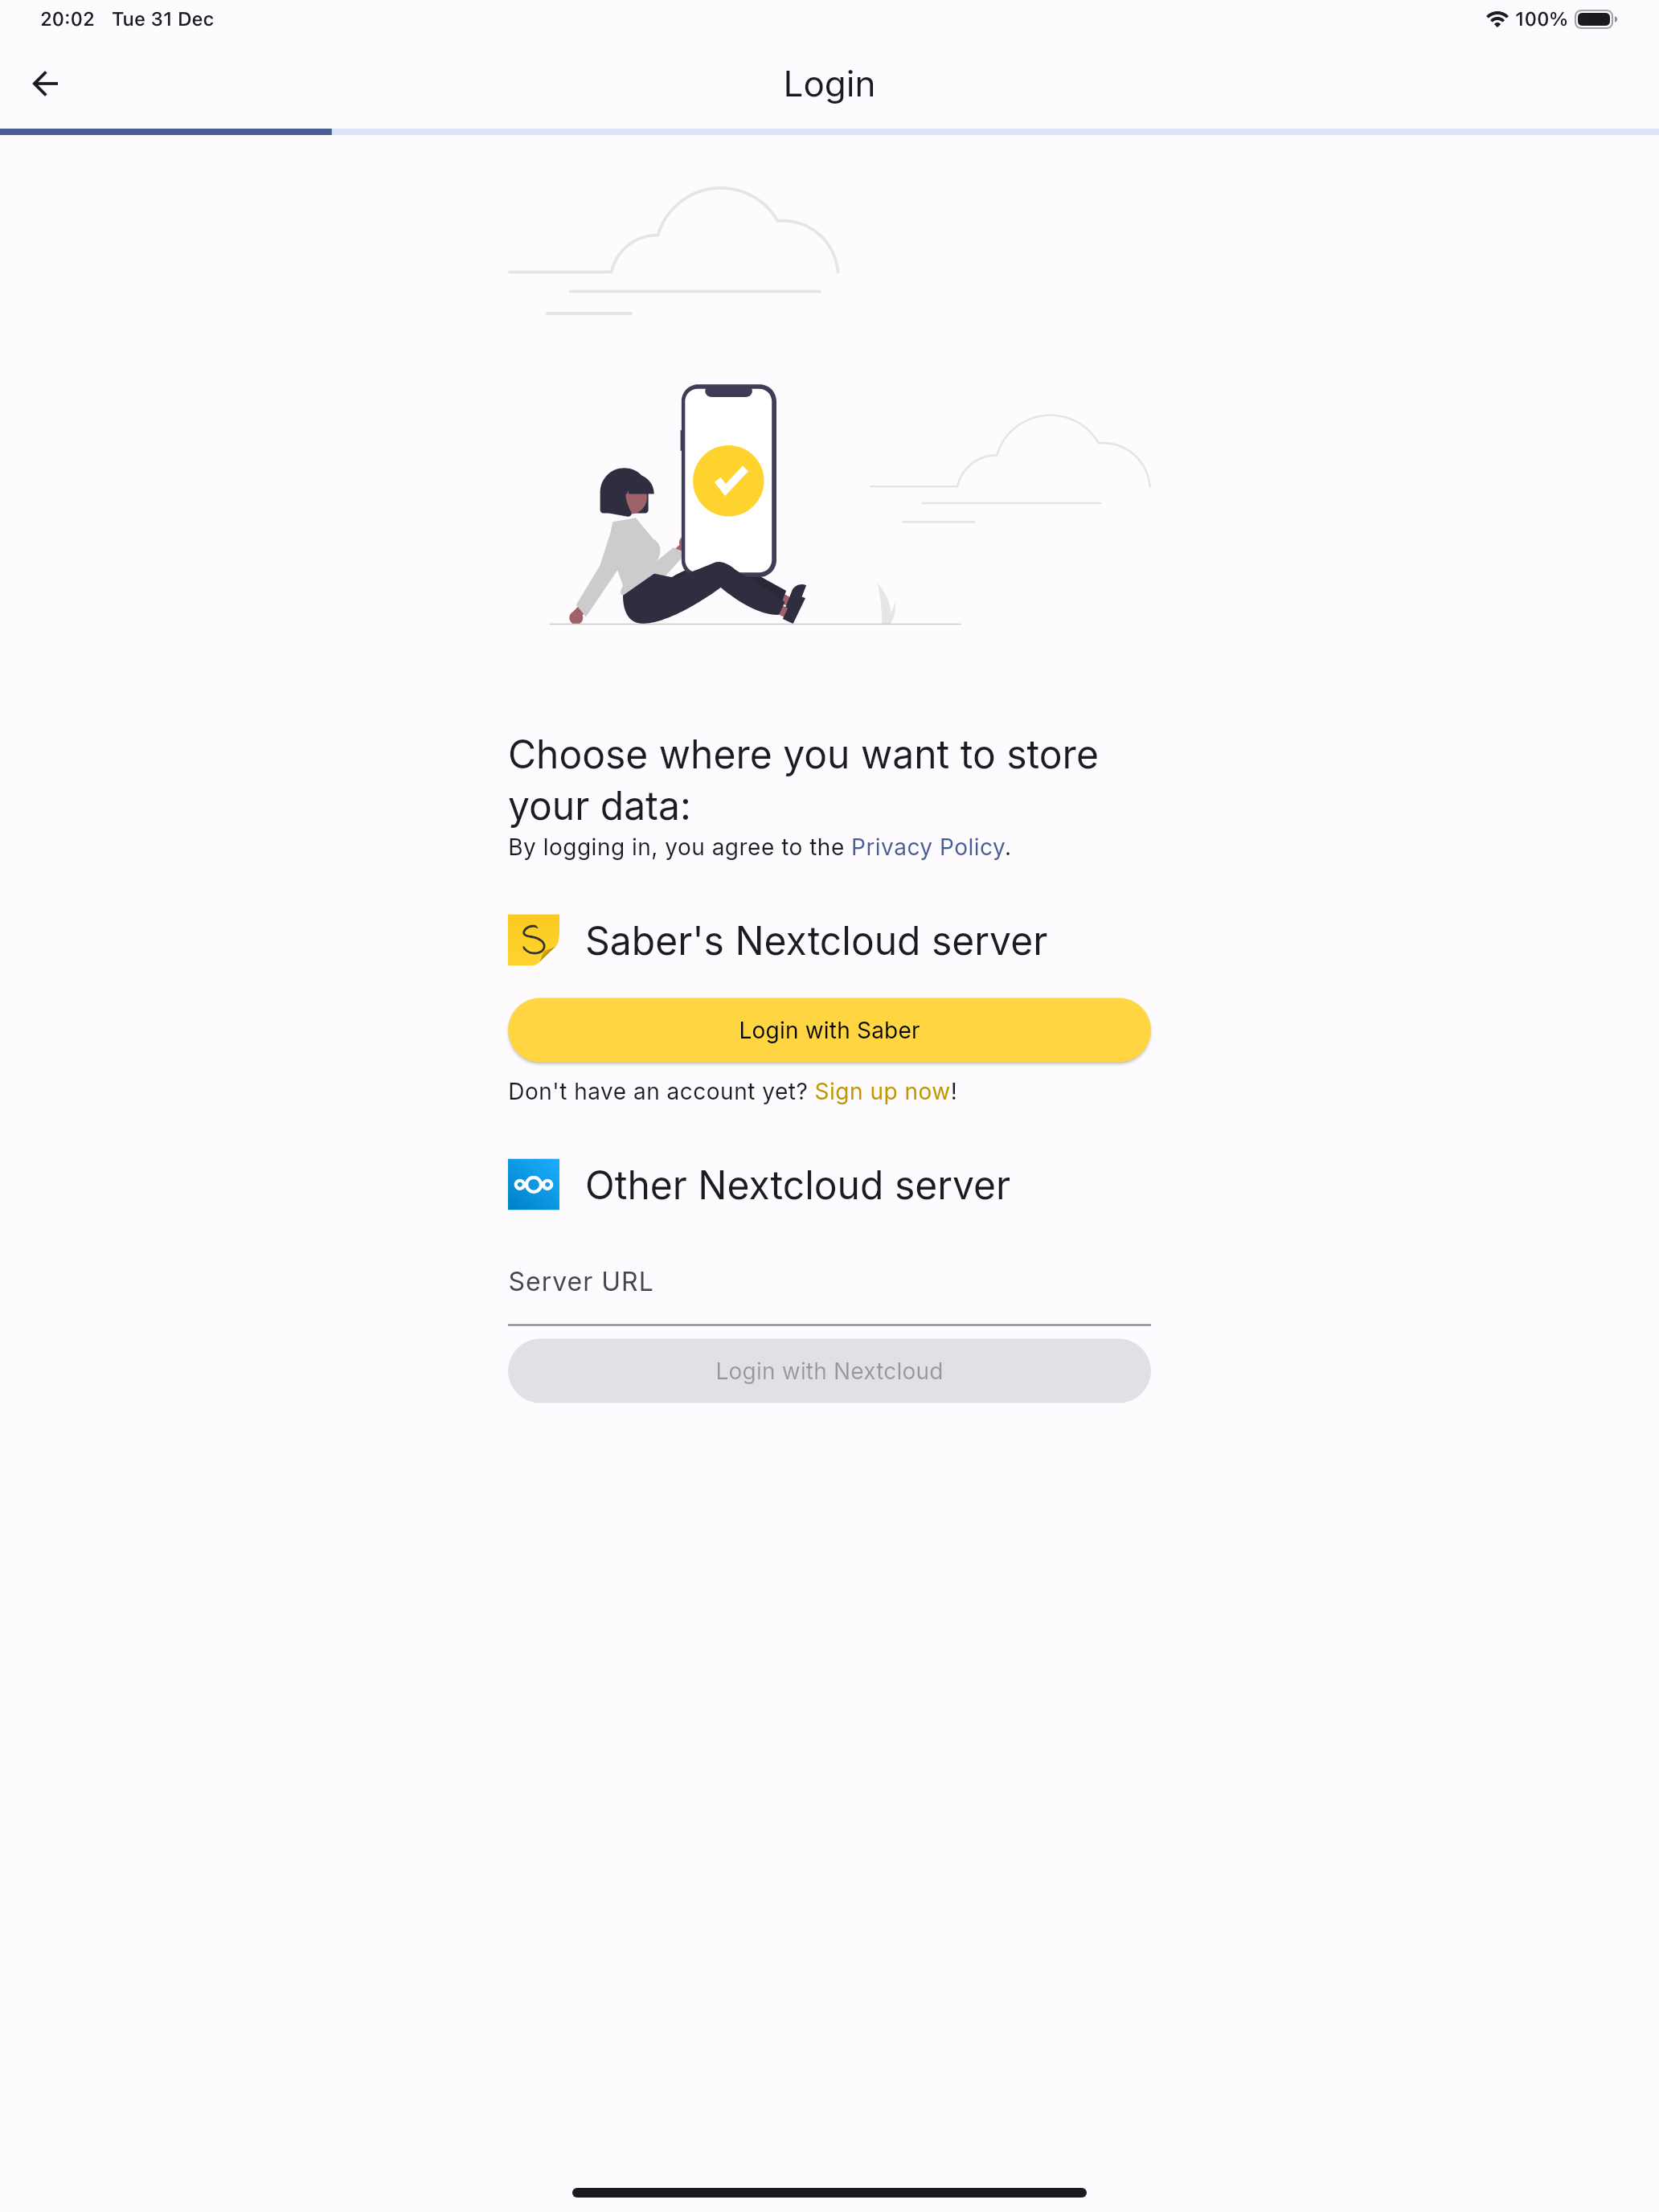 20:02 Tue 31 Dec 100%
Login
Choose where you want to store
your data:
By logging in, you agree to the Privacy Policy.
S
Saber's Nextcloud server
Login with Saber
Don't have an account yet? Sign up now!
Other Nextcloud server
Server URL
Login with Nextcloud